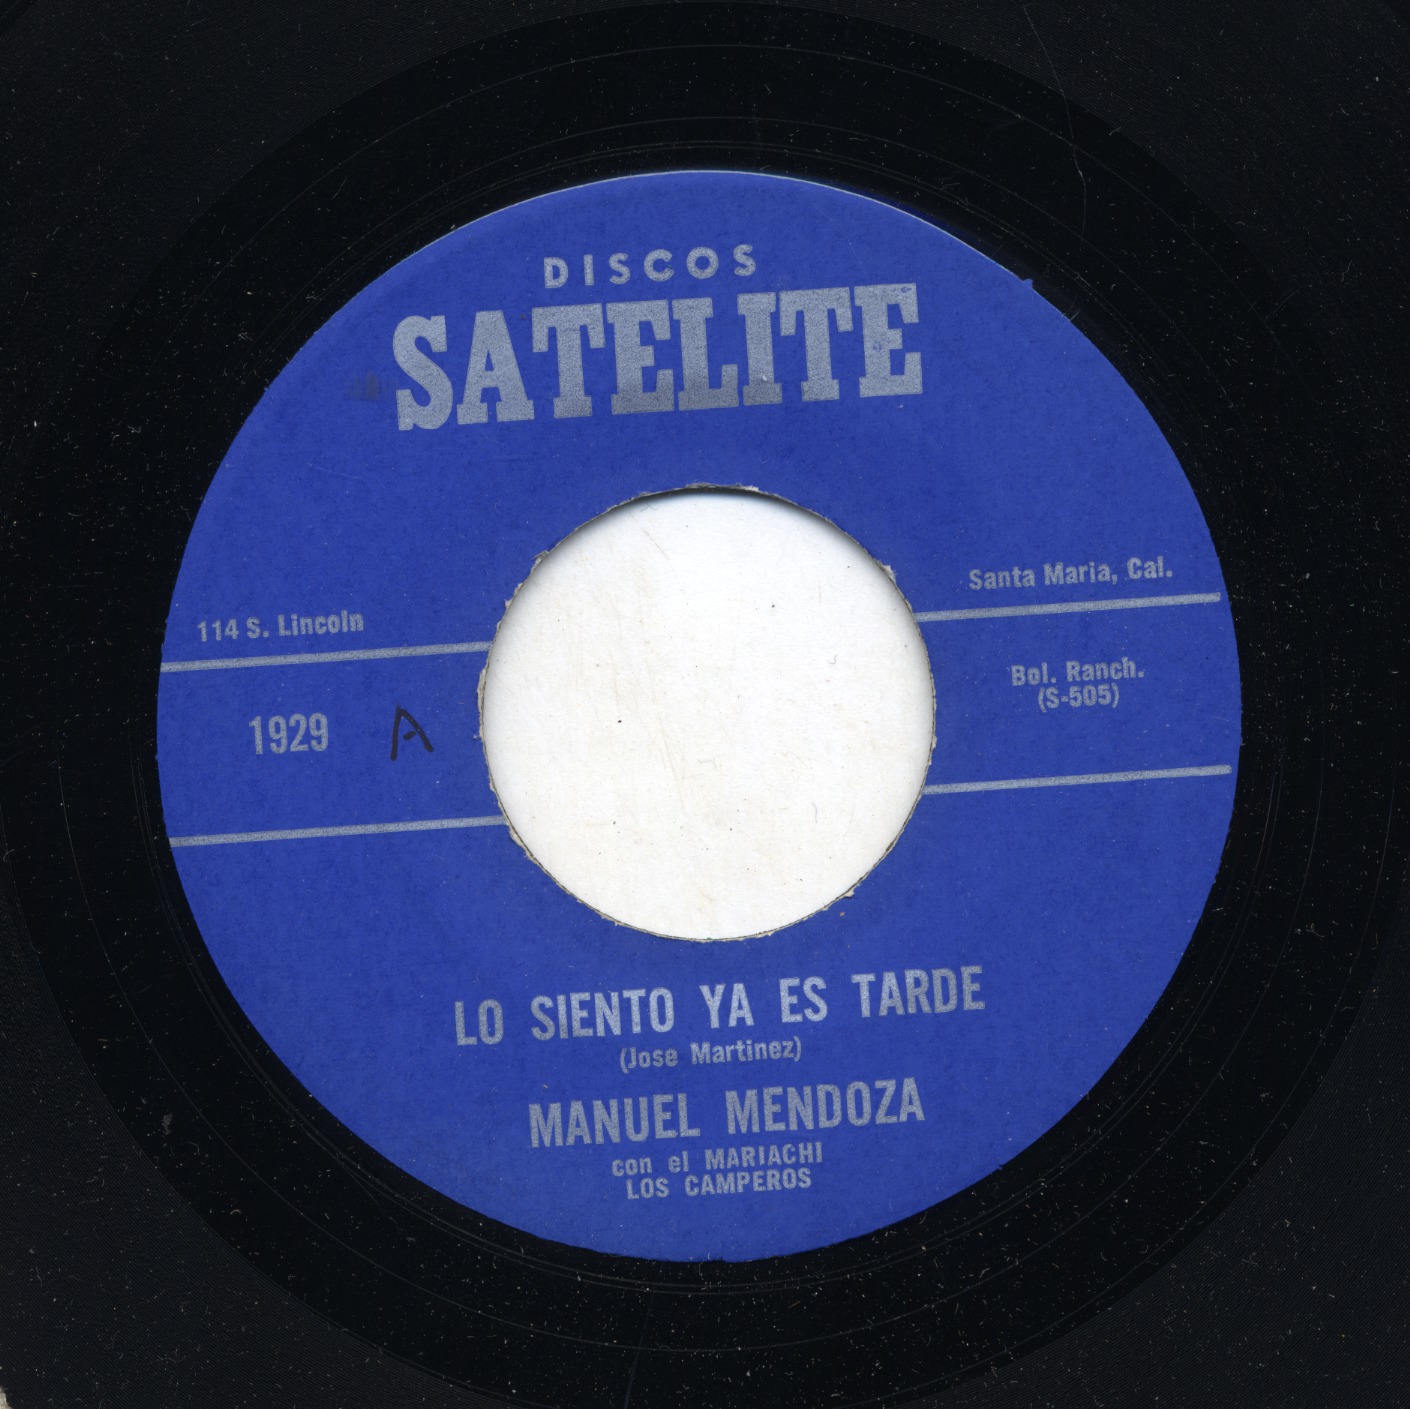 DISCOS
SATELITE
114 S. Lincoln
Santa Maria, Cal.
1929
A
Bol. Ranch.
(S-505)
LO SIENTO YA ES TARDE
(Jose Martinez)
MANUEL MENDOZA
con el MARIACHI
LOS CAMPEROS